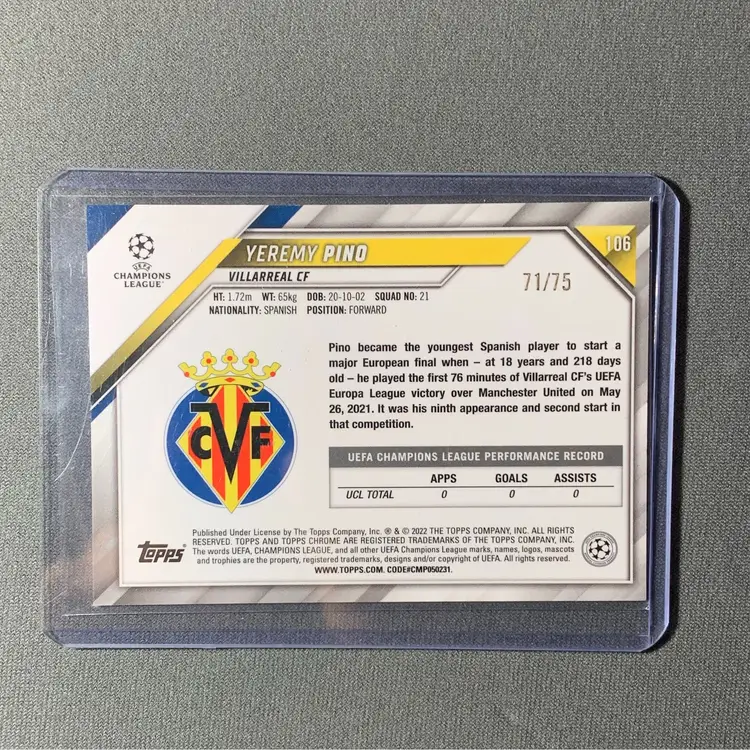 106
YEREMY PINO
UEFA
CHAMPIONS
LEAGUE
VILLARREAL CF
71/75
HT: 1.72m WT: 65kg DOB: 20-10-02 SQUAD NO: 21
NATIONALITY: SPANISH POSITION: FORWARD
Pino became the youngest Spanish player to start a
major European final when – at 18 years and 218 days
old – he played the first 76 minutes of Villarreal CF's UEFA
Europa League victory over Manchester United on May
26, 2021. It was his ninth appearance and second start in
that competition.
CVF
UEFA CHAMPIONS LEAGUE PERFORMANCE RECORD
APPS GOALS ASSISTS
UCL TOTAL 0 0 0
Topps
Published Under License by The Topps Company, Inc. ® & © 2022 THE TOPPS COMPANY, INC. ALL RIGHTS
RESERVED. TOPPS AND TOPPS CHROME ARE REGISTERED TRADEMARKS OF THE TOPPS COMPANY, INC.
The words UEFA, CHAMPIONS LEAGUE, and all other UEFA Champions League marks, names, logos, mascots
and trophies are the property, registered trademarks, designs and/or copyright of UEFA. All rights reserved.
WWW.TOPPS.COM. CODE#CMP050231.